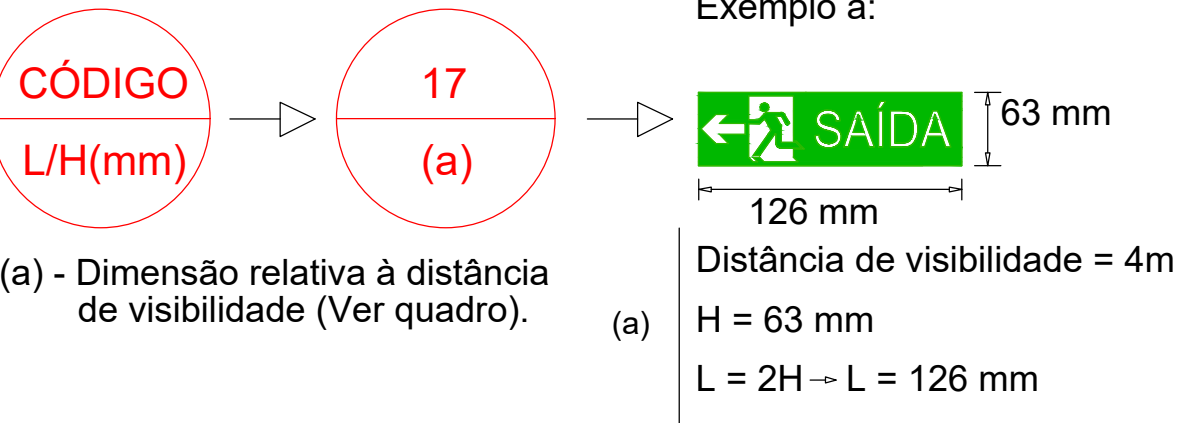 CÓDIGO
L/H(mm)
17
(a)
Exemplo a:
SAÍDA
63 mm
126 mm
(a) - Dimensão relativa à distância
de visibilidade (Ver quadro).
(a)
Distância de visibilidade = 4m
H = 63 mm
L = 2H → L = 126 mm